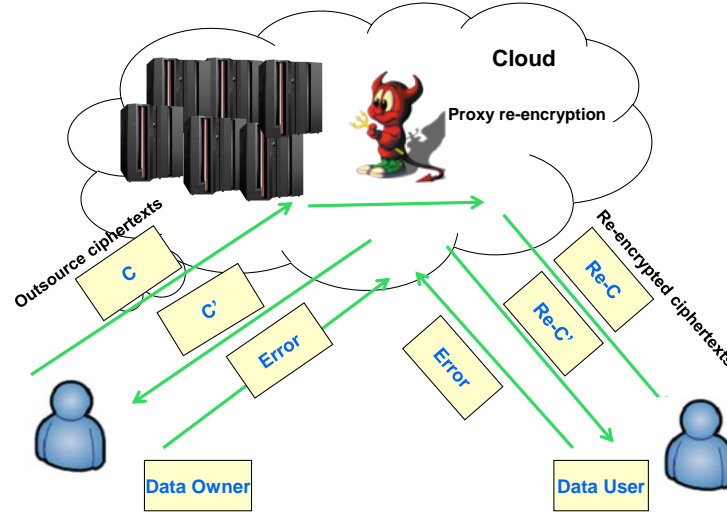 Cloud
Proxy re-encryption
Outsource ciphertexts
C
C’
Error
Re-encrypted ciphertexts
Re-C
Re-C’
Error
Data Owner
Data User